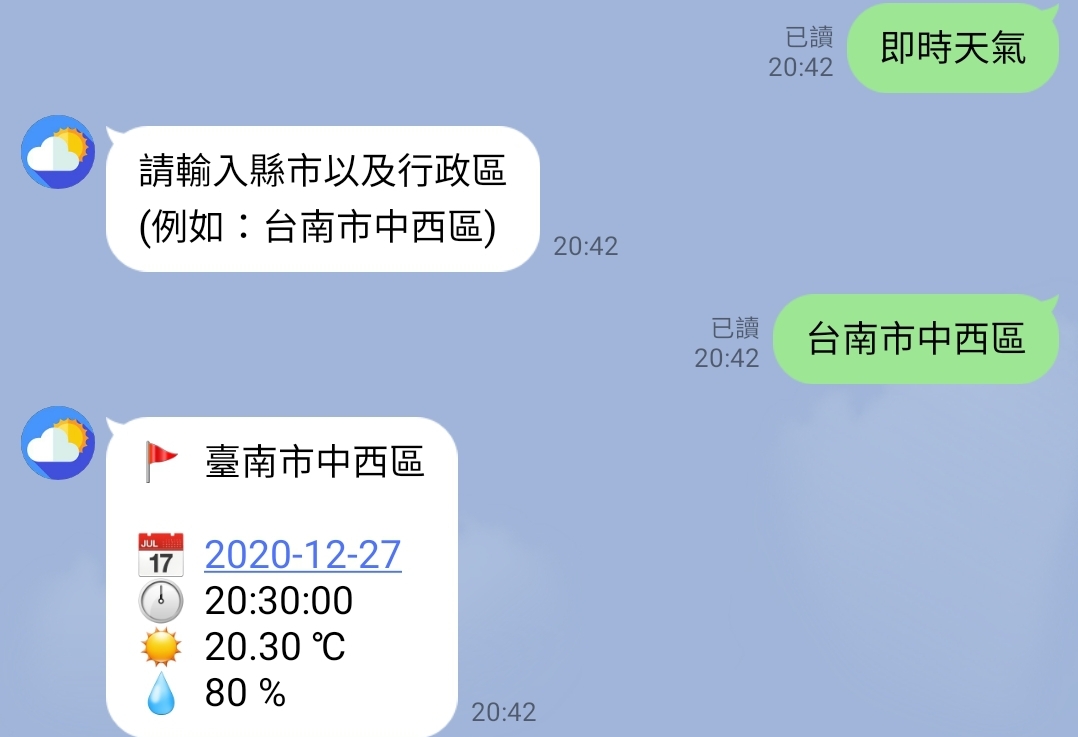 已讀
20:42
即時天氣
請輸入縣市以及行政區
(例如：台南市中西區)
20:42
已讀
20:42
台南市中西區
臺南市中西區
JUL
17
2020-12-27
20:30:00
20.30 ℃
80 %
20:42